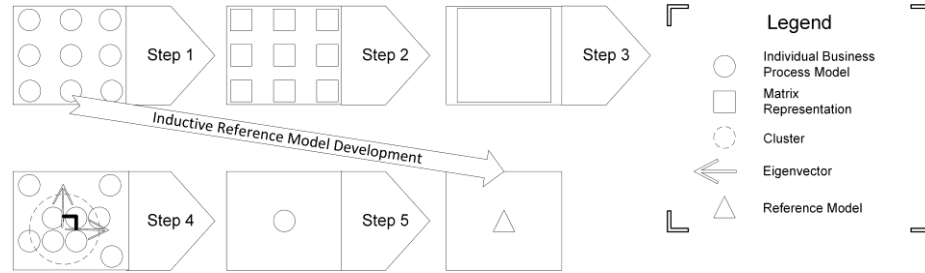 Step 1
Step 2
Step 3
Inductive Reference Model Development
Step 4
Step 5
Legend
Individual Business
Process Model
Matrix
Representation
Cluster
Eigenvector
Reference Model